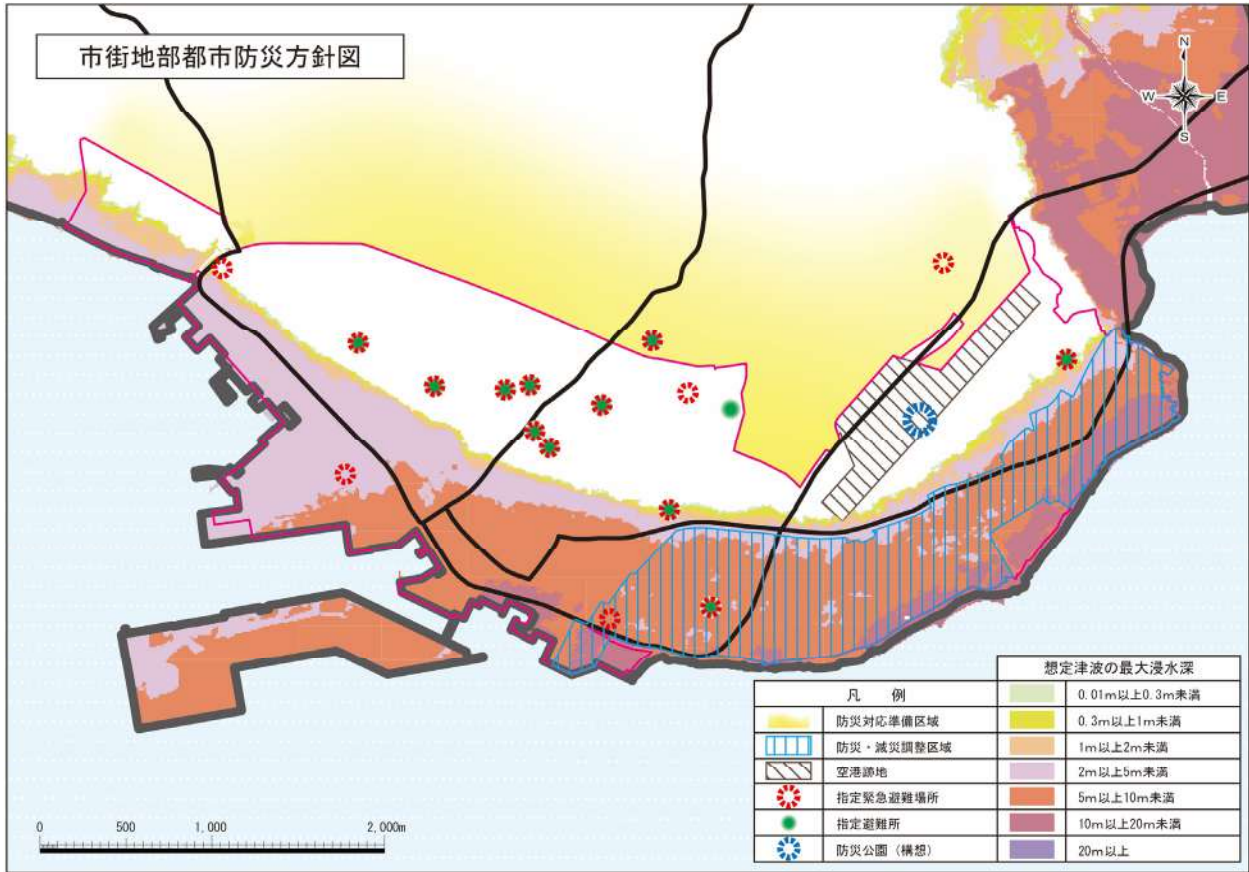 市街地部都市防災方針図
N
W E
S
想定津波の最大浸水深
凡 例
0.01m以上0.3m未満
防災対応準備区域
0.3m以上1m未満
防災・減災調整区域
1m以上2m未満
空港跡地
2m以上5m未満
指定緊急避難場所
5m以上10m未満
指定避難所
10m以上20m未満
防災公園(構想)
20m以上
0 500 1,000 2,000m